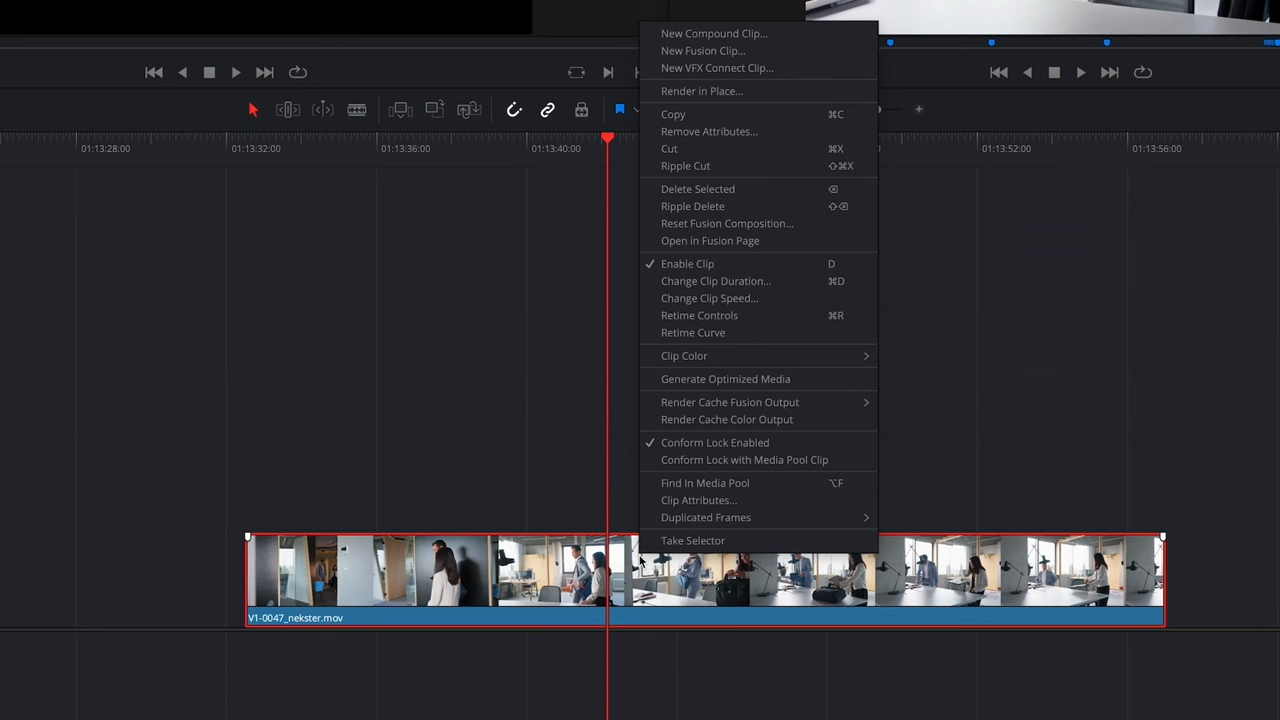 New Compound Clip...
New Fusion Clip...
New VFX Connect Clip...
Render in Place...
Copy ⌘C
Remove Attributes...
Cut ⌘X
Ripple Cut ⇧⌘X
Delete Selected ⌫
Ripple Delete ⇧⌫
Reset Fusion Composition...
Open in Fusion Page
✓ Enable Clip D
Change Clip Duration... ⌘D
Change Clip Speed...
Retime Controls ⌘R
Retime Curve
Clip Color >
Generate Optimized Media
Render Cache Fusion Output >
Render Cache Color Output
✓ Conform Lock Enabled
Conform Lock with Media Pool Clip
Find In Media Pool ⌥F
Clip Attributes...
Duplicated Frames >
Take Selector
01:13:28:00 01:13:32:00 01:13:36:00 01:13:40:00 01:13:52:00 01:13:56:00
V1-0047_nekster.mov